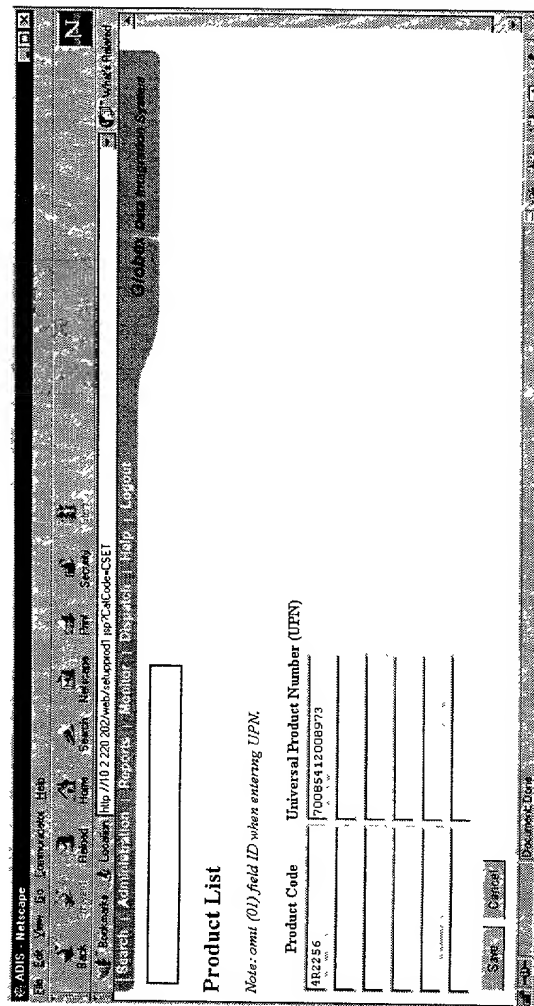 ADIS - Netscape
File Edit View Go Communicator Help
Back Reload Home Search Netscape Print Security
Bookmarks Location: http://10 2 220 202/web/setupprod1 jsp?CatCode=CSET What's Related
Search | Administration | Reports | Monitor | Dispatch | Help | Logout
Global Data Integration System
Product List
Note: omit (01) field ID when entering UPN.
Product Code Universal Product Number (UPN)
4R2256 70085412008973
Save Cancel
Document: Done